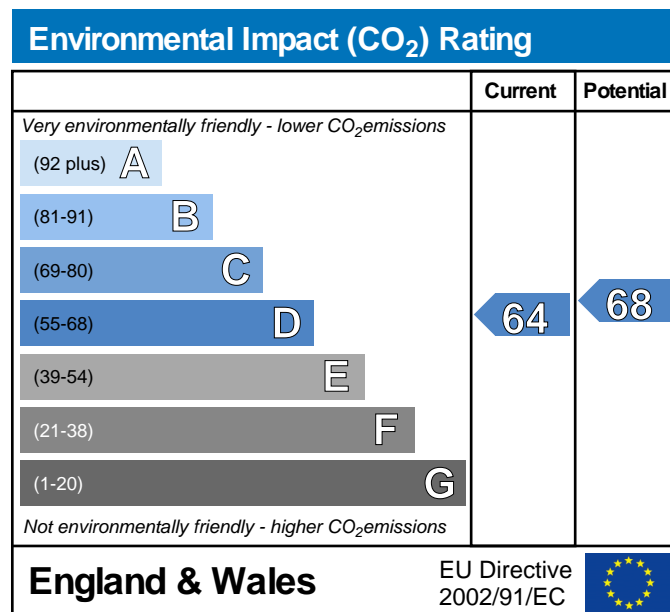 Environmental Impact (CO₂) Rating
Current Potential
Very environmentally friendly - lower CO₂emissions
(92 plus) A
(81-91) B
(69-80) C
(55-68) D
64 68
(39-54) E
(21-38) F
(1-20) G
Not environmentally friendly - higher CO₂emissions
England & Wales
EU Directive
2002/91/EC